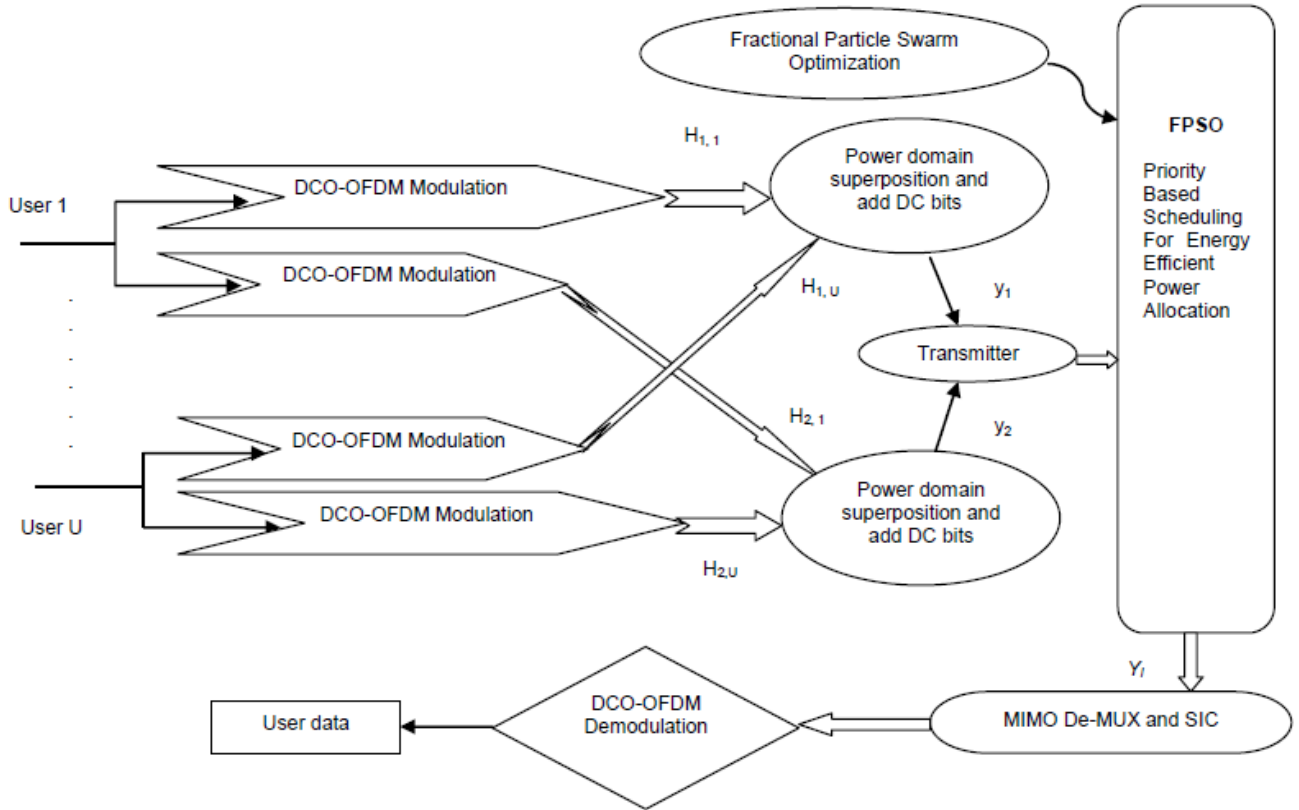 Fractional Particle Swarm
Optimization
FPSO
Priority
Based
Scheduling
For Energy
Efficient
Power
Allocation
H1, 1
Power domain
superposition and
add DC bits
DCO-OFDM Modulation
User 1
DCO-OFDM Modulation
H1, U
y1
Transmitter
H2, 1
y2
DCO-OFDM Modulation
DCO-OFDM Modulation
User U
Power domain
superposition and
add DC bits
H2,U
Yl
MIMO De-MUX and SIC
DCO-OFDM
Demodulation
User data